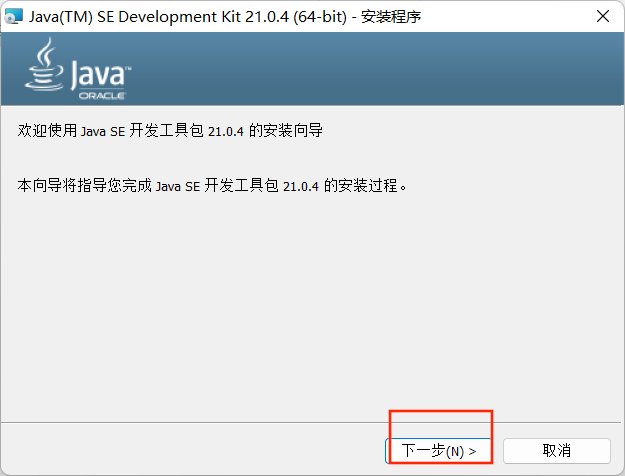 Java(TM) SE Development Kit 21.0.4 (64-bit) - 安装程序
Java™
ORACLE
欢迎使用 Java SE 开发工具包 21.0.4 的安装向导
本向导将指导您完成 Java SE 开发工具包 21.0.4 的安装过程。
下一步(N) >
取消